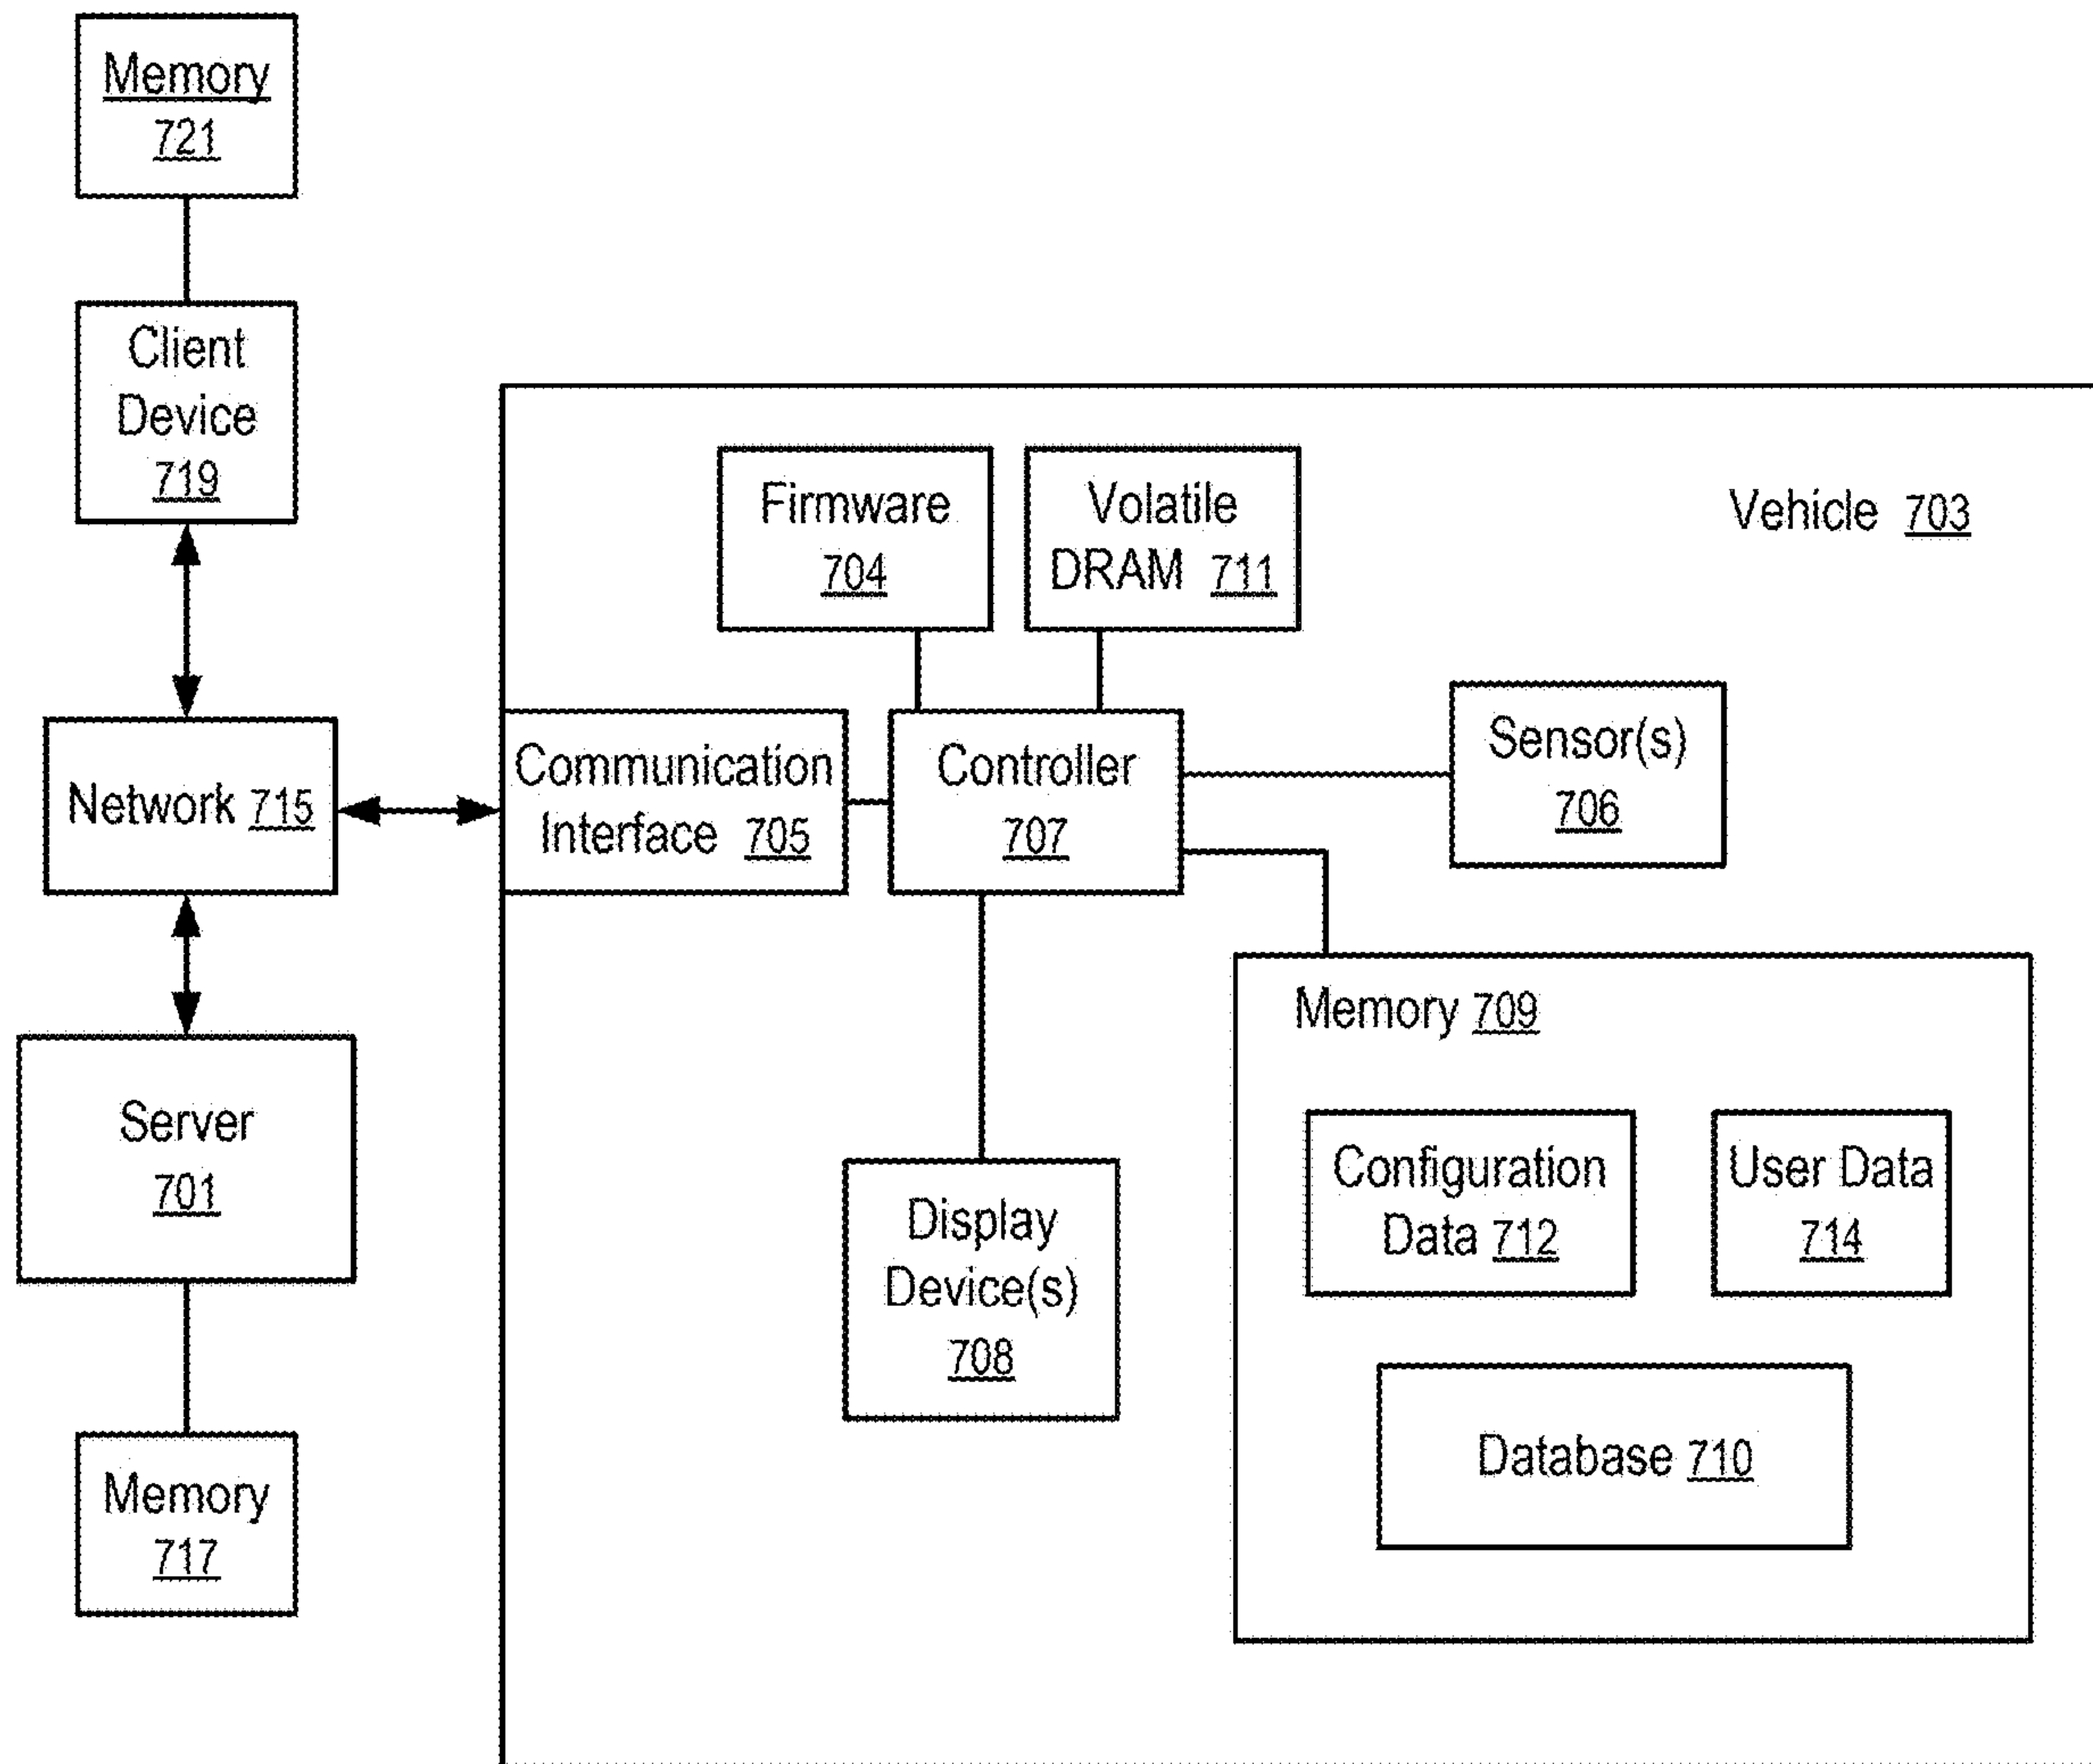 Memory
721
Client
Device
719
Firmware
704
Volatile
DRAM 711
Vehicle 703
Network 715
Communication
Interface 705
Controller
707
Sensor(s)
706
Server
701
Memory
717
Display
Device(s)
708
Memory 709
Configuration
Data 712
User Data
714
Database 710